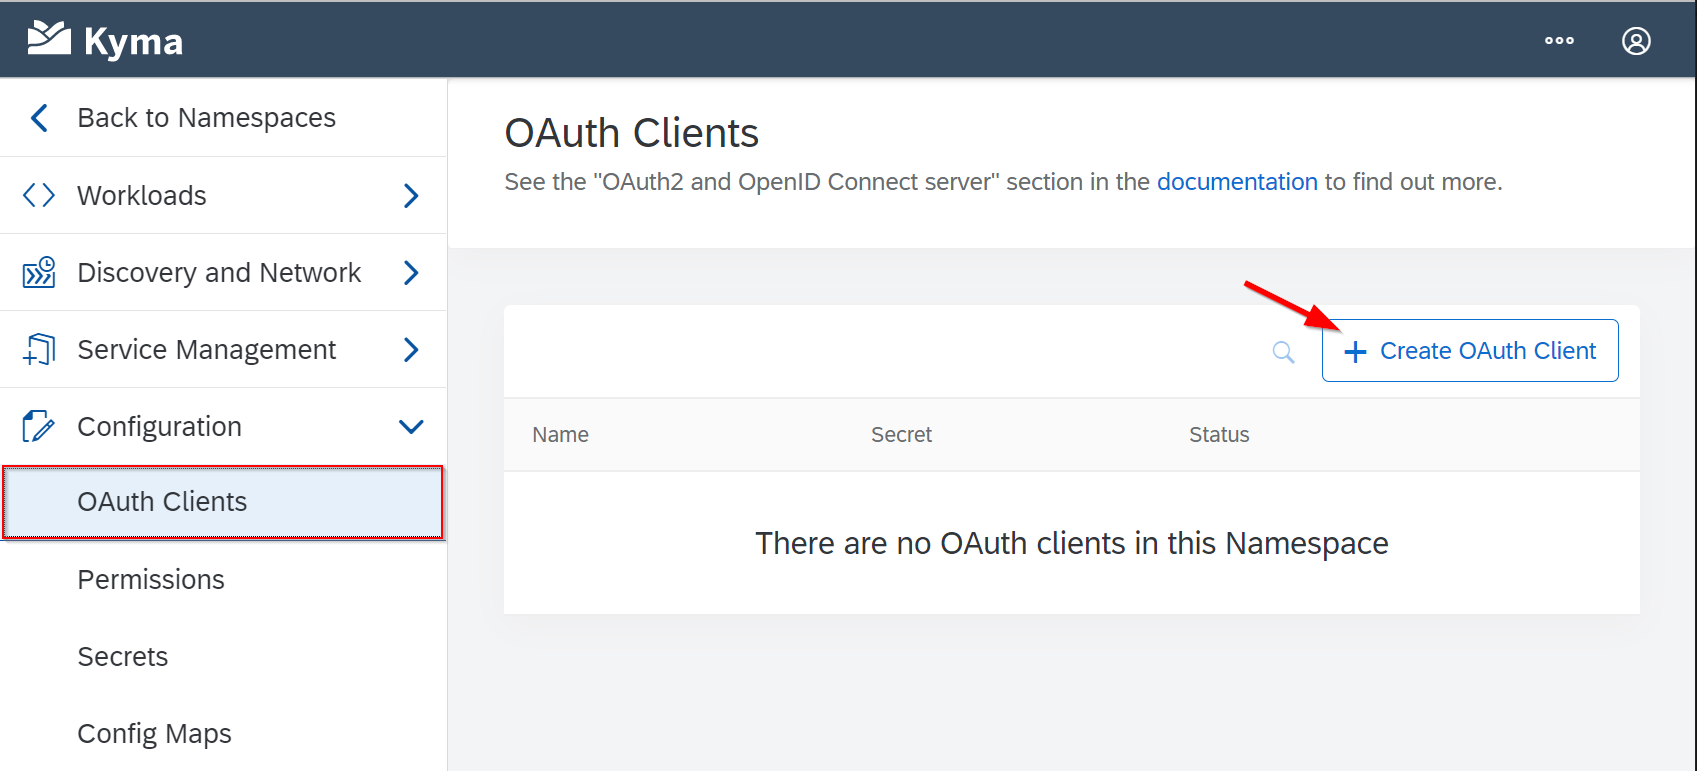 Kyma
Back to Namespaces
Workloads
Discovery and Network
Service Management
Configuration
OAuth Clients
Permissions
Secrets
Config Maps
OAuth Clients
See the "OAuth2 and OpenID Connect server" section in the documentation to find out more.
+ Create OAuth Client
Name Secret Status
There are no OAuth clients in this Namespace